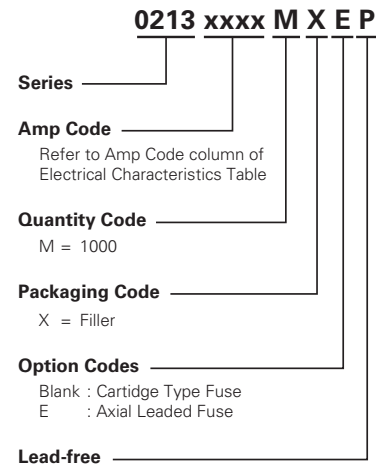 0213 xxxx M X E P
Series
Amp Code
Refer to Amp Code column of
Electrical Characteristics Table
Quantity Code
M = 1000
Packaging Code
X = Filler
Option Codes
Blank : Cartidge Type Fuse
E : Axial Leaded Fuse
Lead-free